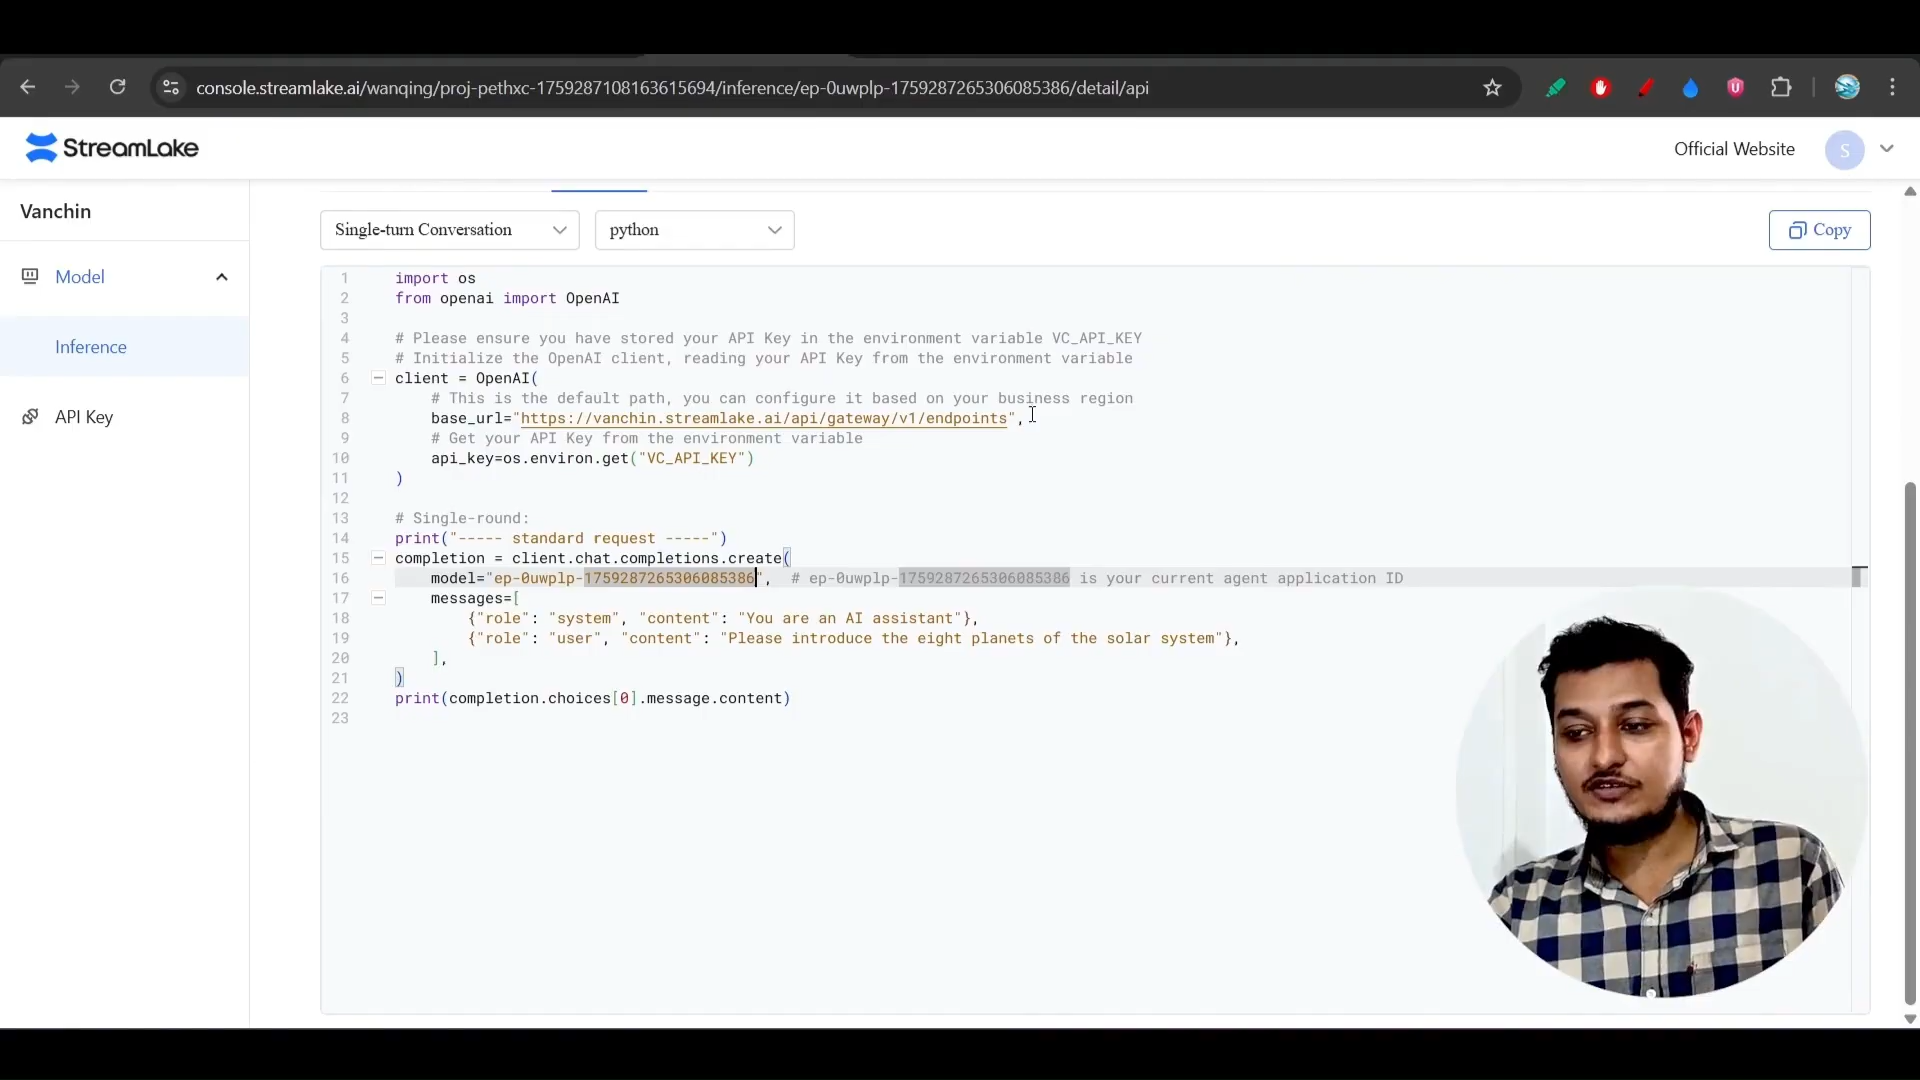 console.streamlake.ai/wanqing/proj-pethxc-1759287108163615694/inference/ep-0uwplp-1759287265306085386/detail/api
StreamLake
Official Website
S
Vanchin
Model
Inference
API Key
Single-turn Conversation
python
Copy
1 import os
2 from openai import OpenAI
3
4 # Please ensure you have stored your API Key in the environment variable VC_API_KEY
5 # Initialize the OpenAI client, reading your API Key from the environment variable
6 client = OpenAI(
7 # This is the default path, you can configure it based on your business region
8 base_url="https://vanchin.streamlake.ai/api/gateway/v1/endpoints",
9 # Get your API Key from the environment variable
10 api_key=os.environ.get("VC_API_KEY")
11 )
12
13 # Single-round:
14 print("----- standard request -----")
15 completion = client.chat.completions.create(
16 model="ep-0uwplp-1759287265306085386", # ep-0uwplp-1759287265306085386 is your current agent application ID
17 messages=[
18 {"role": "system", "content": "You are an AI assistant"},
19 {"role": "user", "content": "Please introduce the eight planets of the solar system"},
20 ],
21 )
22 print(completion.choices[0].message.content)
23